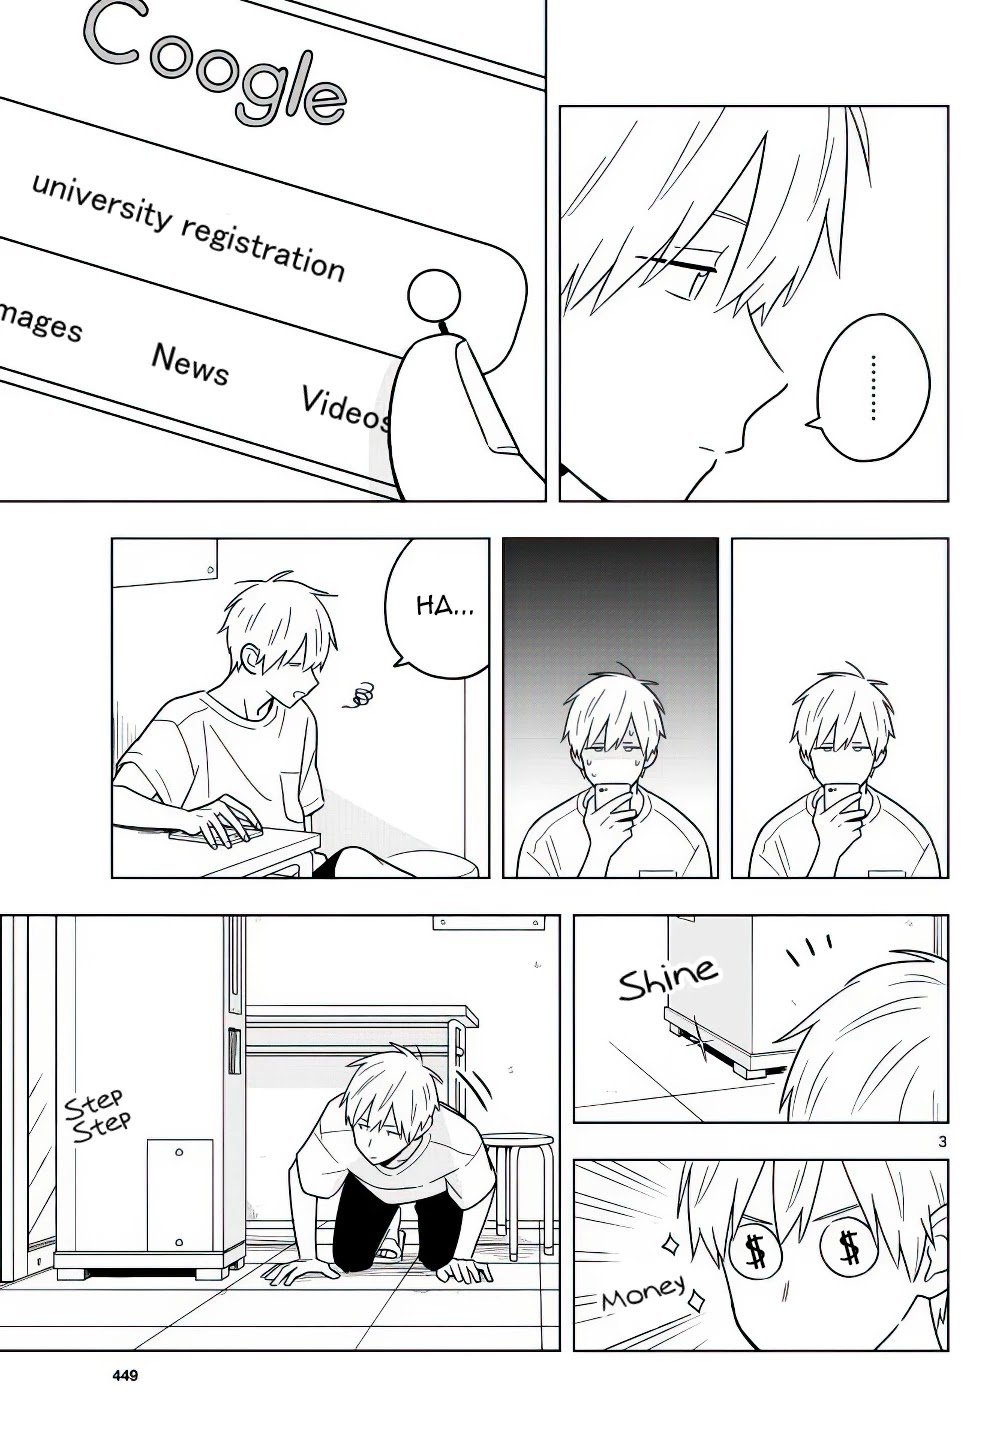 Coogle
university registration
mages
News
Videos
.........
HA...
Shine
3
Money
$ $
Step
Step
449